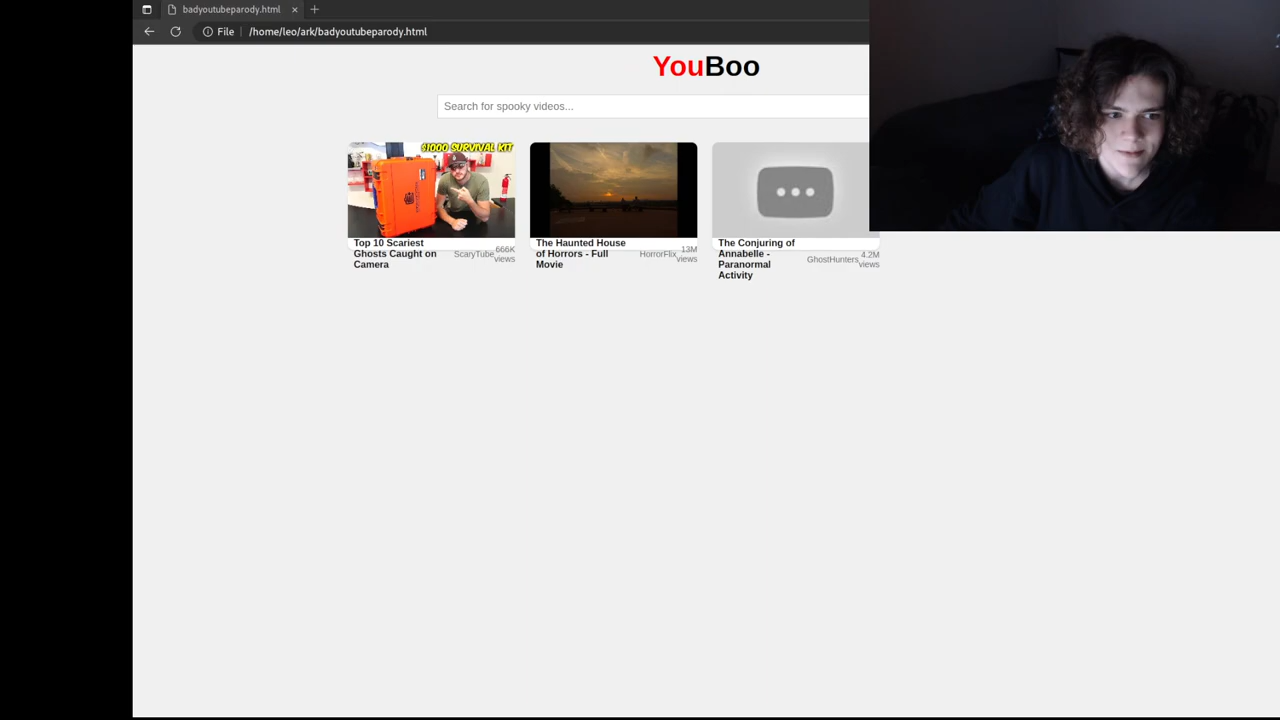 badyoutubeparody.html
File /home/leo/ark/badyoutubeparody.html
YouBoo
Search for spooky videos...
$1000 SURVIVAL KIT
Top 10 Scariest
Ghosts Caught on
Camera
ScaryTube
666K
views
The Haunted House
of Horrors - Full
Movie
HorrorFlix
13M
views
The Conjuring of
Annabelle -
Paranormal
Activity
GhostHunters
4.2M
views